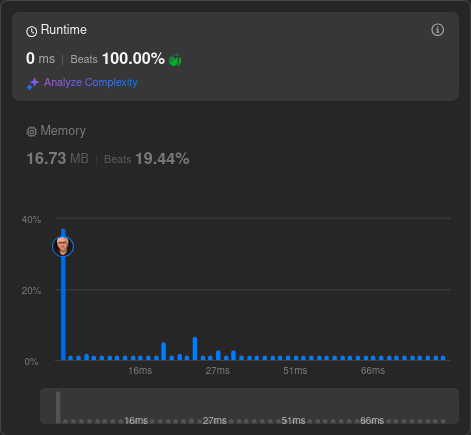 Runtime
0 ms | Beats 100.00%
Analyze Complexity
Memory
16.73 MB | Beats 19.44%
40%
20%
0%
16ms 27ms 51ms 66ms
16ms 27ms 51ms 66ms